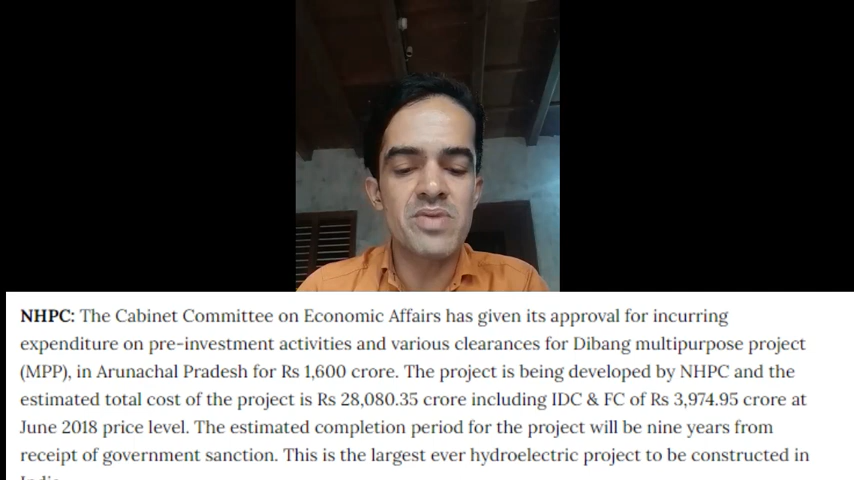 NHPC: The Cabinet Committee on Economic Affairs has given its approval for incurring
expenditure on pre-investment activities and various clearances for Dibang multipurpose project
(MPP), in Arunachal Pradesh for Rs 1,600 crore. The project is being developed by NHPC and the
estimated total cost of the project is Rs 28,080.35 crore including IDC & FC of Rs 3,974.95 crore at
June 2018 price level. The estimated completion period for the project will be nine years from
receipt of government sanction. This is the largest ever hydroelectric project to be constructed in